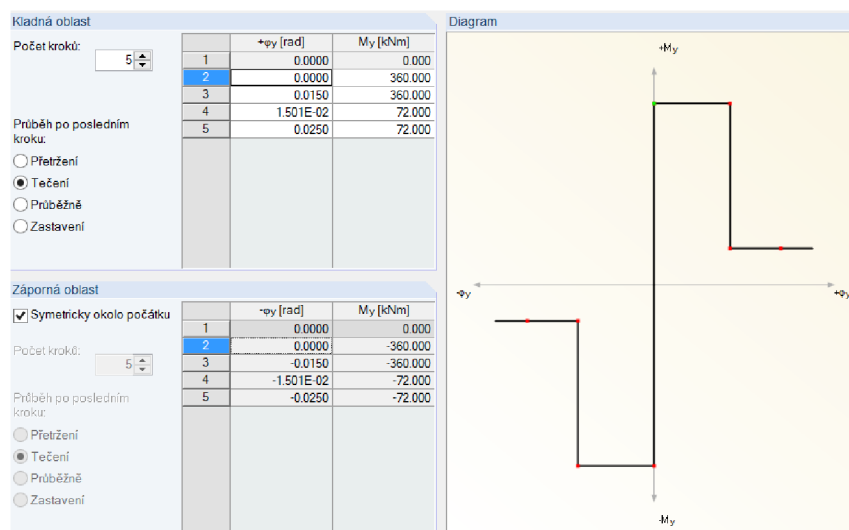 Kladná oblast
Počet kroků:
5
+φy [rad] My [kNm]
1 0.0000 0.000
2 0.0000 360.000
3 0.0150 360.000
4 1.501E-02 72.000
5 0.0250 72.000
Průběh po posledním
kroku:
Přetržení
Tečení
Průběžně
Zastavení
Záporná oblast
Symetricky okolo počátku
Počet kroků:
5
-φy [rad] My [kNm]
1 0.0000 0.000
2 0.0000 -360.000
3 -0.0150 -360.000
4 -1.501E-02 -72.000
5 -0.0250 -72.000
Průběh po posledním
kroku:
Přetržení
Tečení
Průběžně
Zastavení
Diagram
+My
-φy
+φy
-My